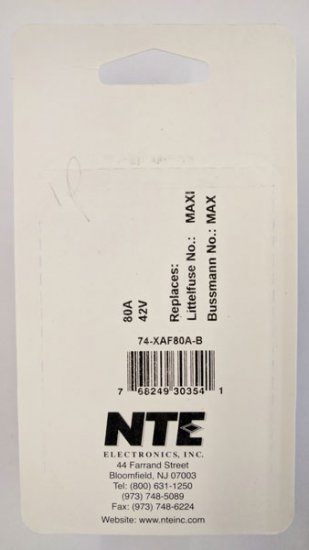 80A
42V
Replaces:
Littelfuse No.: MAXI
Bussmann No.: MAX
74-XAF80A-B
7 68249 30354 1
NTE
ELECTRONICS, INC.
44 Farrand Street
Bloomfield, NJ 07003
Tel: (800) 631-1250
(973) 748-5089
Fax: (973) 748-6224
Website: www.nteinc.com